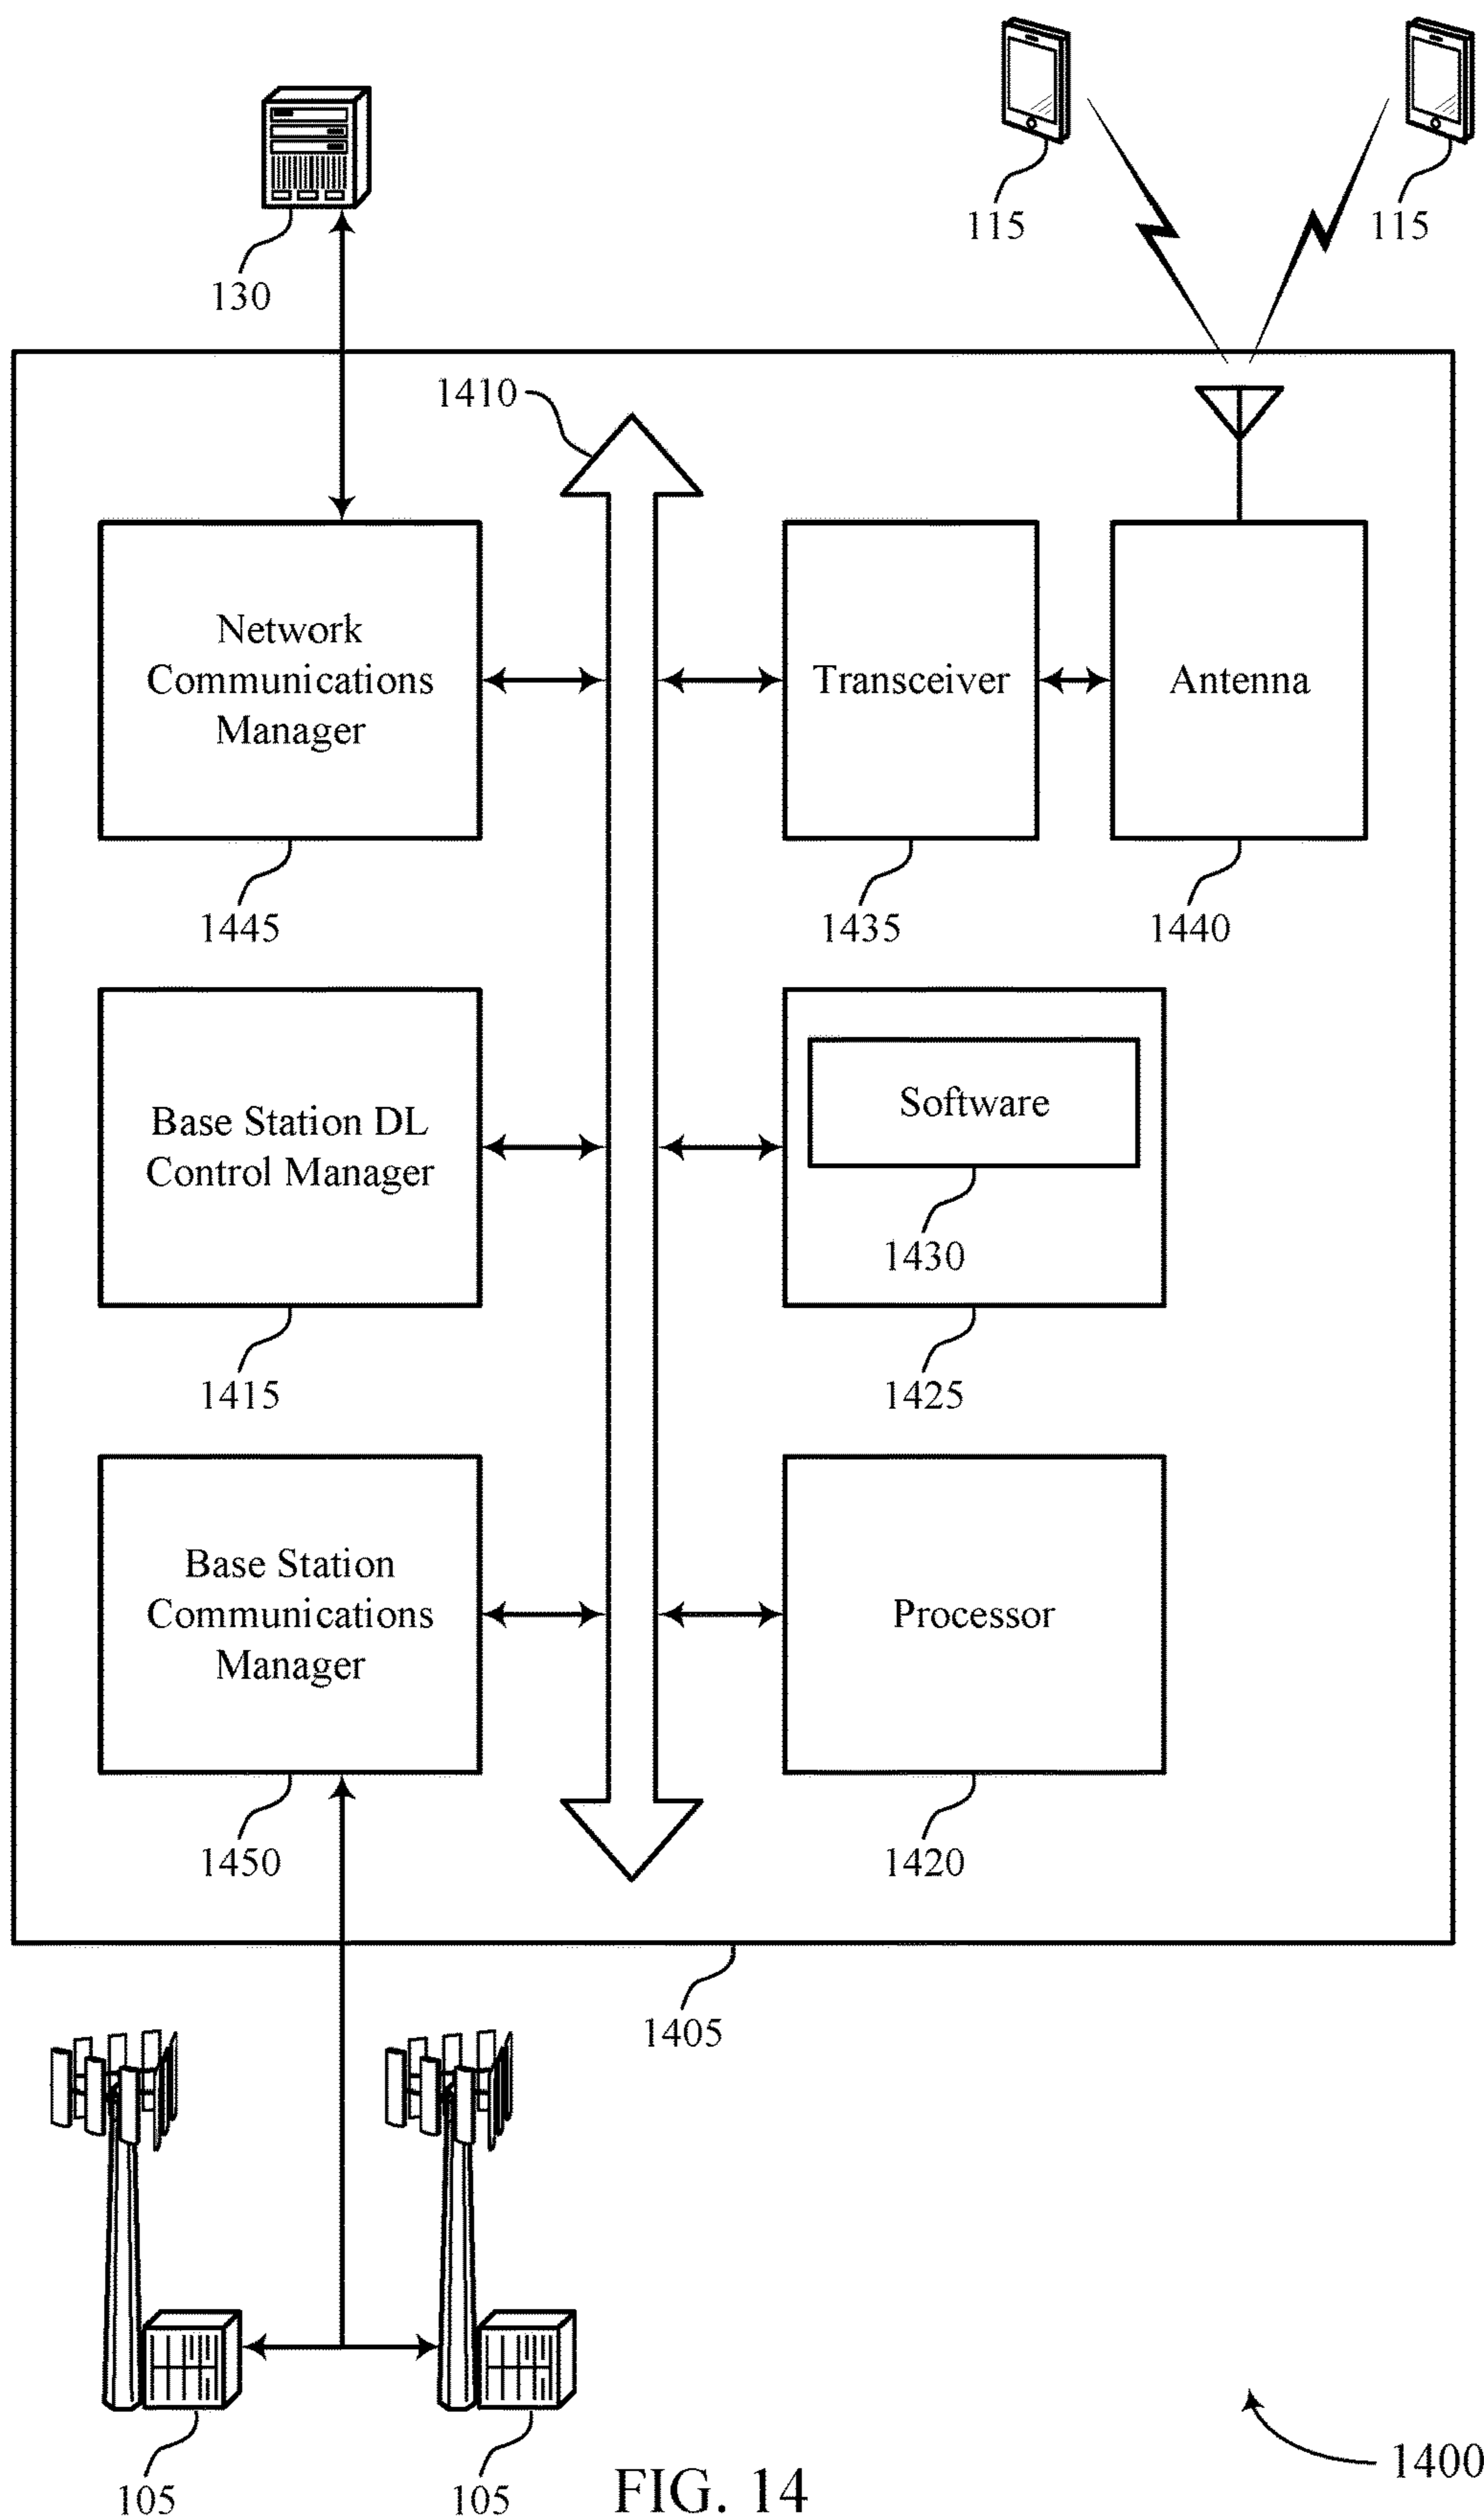 115
115
130
1410
Network
Communications
Manager
Transceiver
Antenna
1445
1435
1440
Base Station DL
Control Manager
Software
1430
1415
1425
Base Station
Communications
Manager
Processor
1450
1420
1405
105
105
FIG. 14
1400